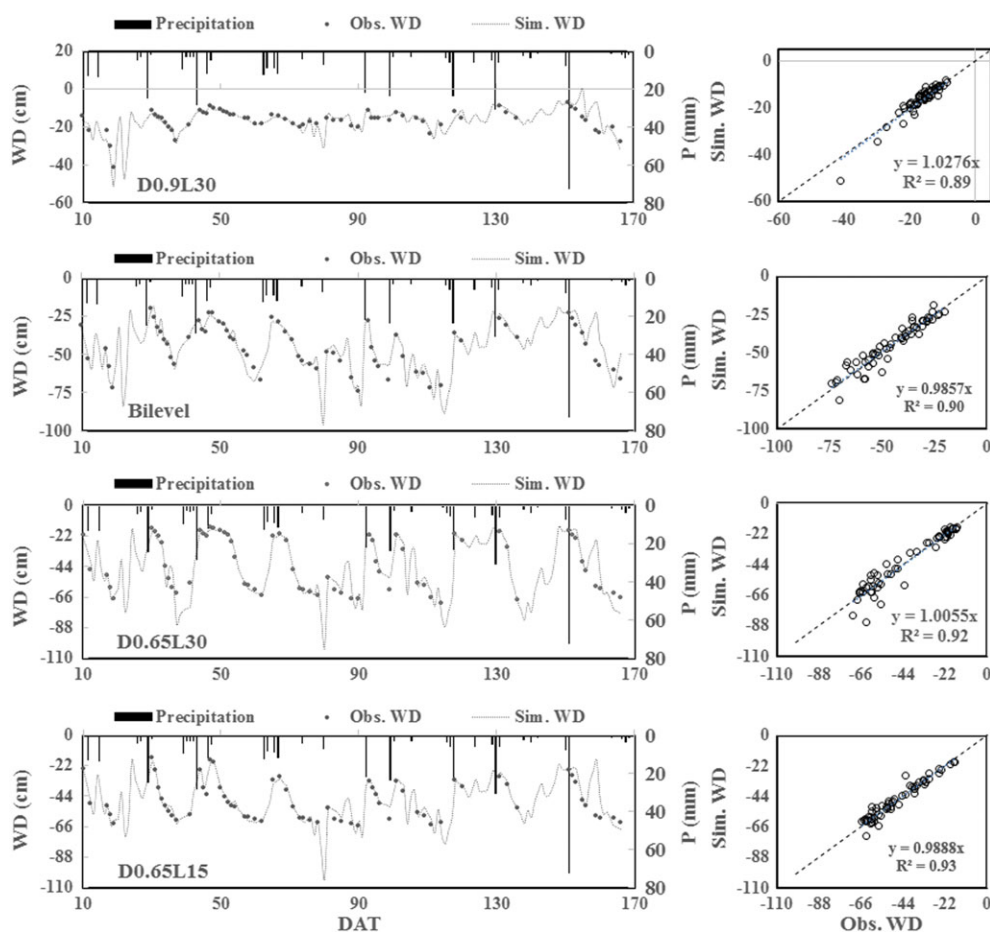 Precipitation Obs. WD Sim. WD
20 0
0 20
-20 40
-40 60
-60 80
WD (cm)
P (mm)
D0.9L30
10 50 90 130 170
0
-20
-40
-60
Sim. WD
y = 1.0276x
R² = 0.89
-60 -40 -20 0
Precipitation Obs. WD Sim. WD
0 0
-25 20
-50 40
-75 60
-100 80
WD (cm)
P (mm)
Bilevel
10 50 90 130 170
0
-25
-50
-75
-100
Sim. WD
y = 0.9857x
R² = 0.90
-100 -75 -50 -25 0
Precipitation Obs. WD Sim. WD
0 0
-22 20
-44
-66 40
-88 60
-110 80
WD (cm)
P (mm)
D0.65L30
10 50 90 130 170
0
-22
-44
-66
-88
-110
Sim. WD
y = 1.0055x
R² = 0.92
-110 -88 -66 -44 -22 0
Precipitation Obs. WD Sim. WD
0 0
-22 20
-44
-66 40
-88 60
-110 80
WD (cm)
P (mm)
D0.65L15
10 50 90 130 170
DAT
0
-22
-44
-66
-88
-110
Sim. WD
y = 0.9888x
R² = 0.93
-110 -88 -66 -44 -22 0
Obs. WD